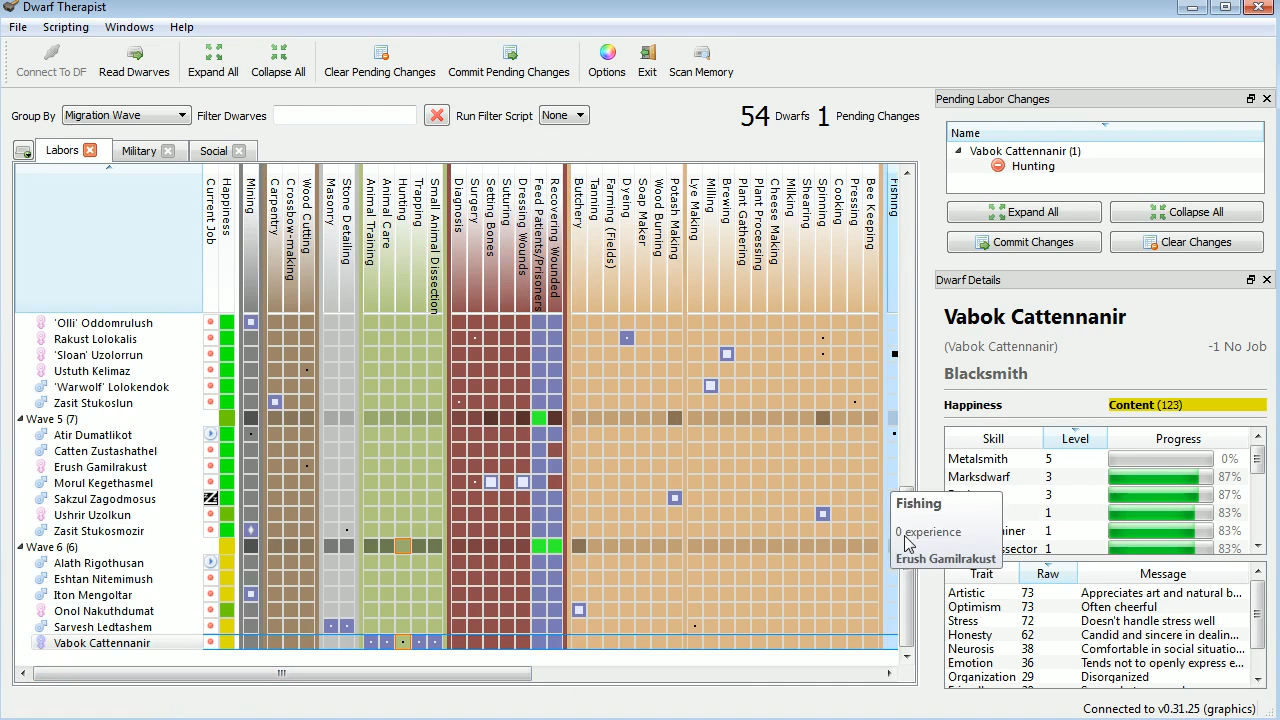 Dwarf Therapist
File Scripting Windows Help
Connect To DF Read Dwarves Expand All Collapse All Clear Pending Changes Commit Pending Changes Options Exit Scan Memory
Group By Migration Wave Filter Dwarves Run Filter Script None 54 Dwarfs 1 Pending Changes
Labors Military Social
Current Job
Happiness
Mining
Carpentry
Crossbow-making
Wood Cutting
Masonry
Stone Detailing
Animal Training
Animal Care
Hunting
Trapping
Small Animal Dissection
Diagnosis
Surgery
Setting Bones
Suturing
Dressing Wounds
Feed Patients/Prisoners
Recovering Wounded
Butchery
Tanning
Farming (Fields)
Dyeing
Soap Maker
Wood Burning
Potash Making
Lye Making
Milling
Brewing
Plant Gathering
Plant Processing
Cheese Making
Milking
Shearing
Spinning
Cooking
Pressing
Bee Keeping
Fishing
'Olli' Oddomrulush
Rakust Lolokalis
'Sloan' Uzolorrun
Ustuth Kelimaz
'Warwolf' Lolokendok
Zasit Stukoslun
Wave 5 (7)
Atir Dumatlikot
Catten Zustashathel
Erush Gamilrakust
Morul Kegethasmel
Sakzul Zagodmosus
Ushrir Uzolkun
Zasit Stukosmozir
Wave 6 (6)
Alath Rigothusan
Eshtan Nitemimush
Iton Mengoltar
Onol Nakuthdumat
Sarvesh Ledtashem
Vabok Cattennanir
Fishing
0 experience
Erush Gamilrakust
Pending Labor Changes
Name
Vabok Cattennanir (1)
Hunting
Expand All Collapse All
Commit Changes Clear Changes
Dwarf Details
Vabok Cattennanir
(Vabok Cattennanir) -1 No Job
Blacksmith
Happiness Content (123)
Skill Level Progress
Metalsmith 5 0%
Marksdwarf 3 87%
3 87%
1 83%
1 83%
1 83%
Trait Raw Message
Artistic 73 Appreciates art and natural b...
Optimism 73 Often cheerful
Stress 72 Doesn't handle stress well
Honesty 62 Candid and sincere in dealin...
Neurosis 38 Comfortable in social situatio...
Emotion 36 Tends not to openly express e...
Organization 29 Disorganized
Connected to v0.31.25 (graphics)